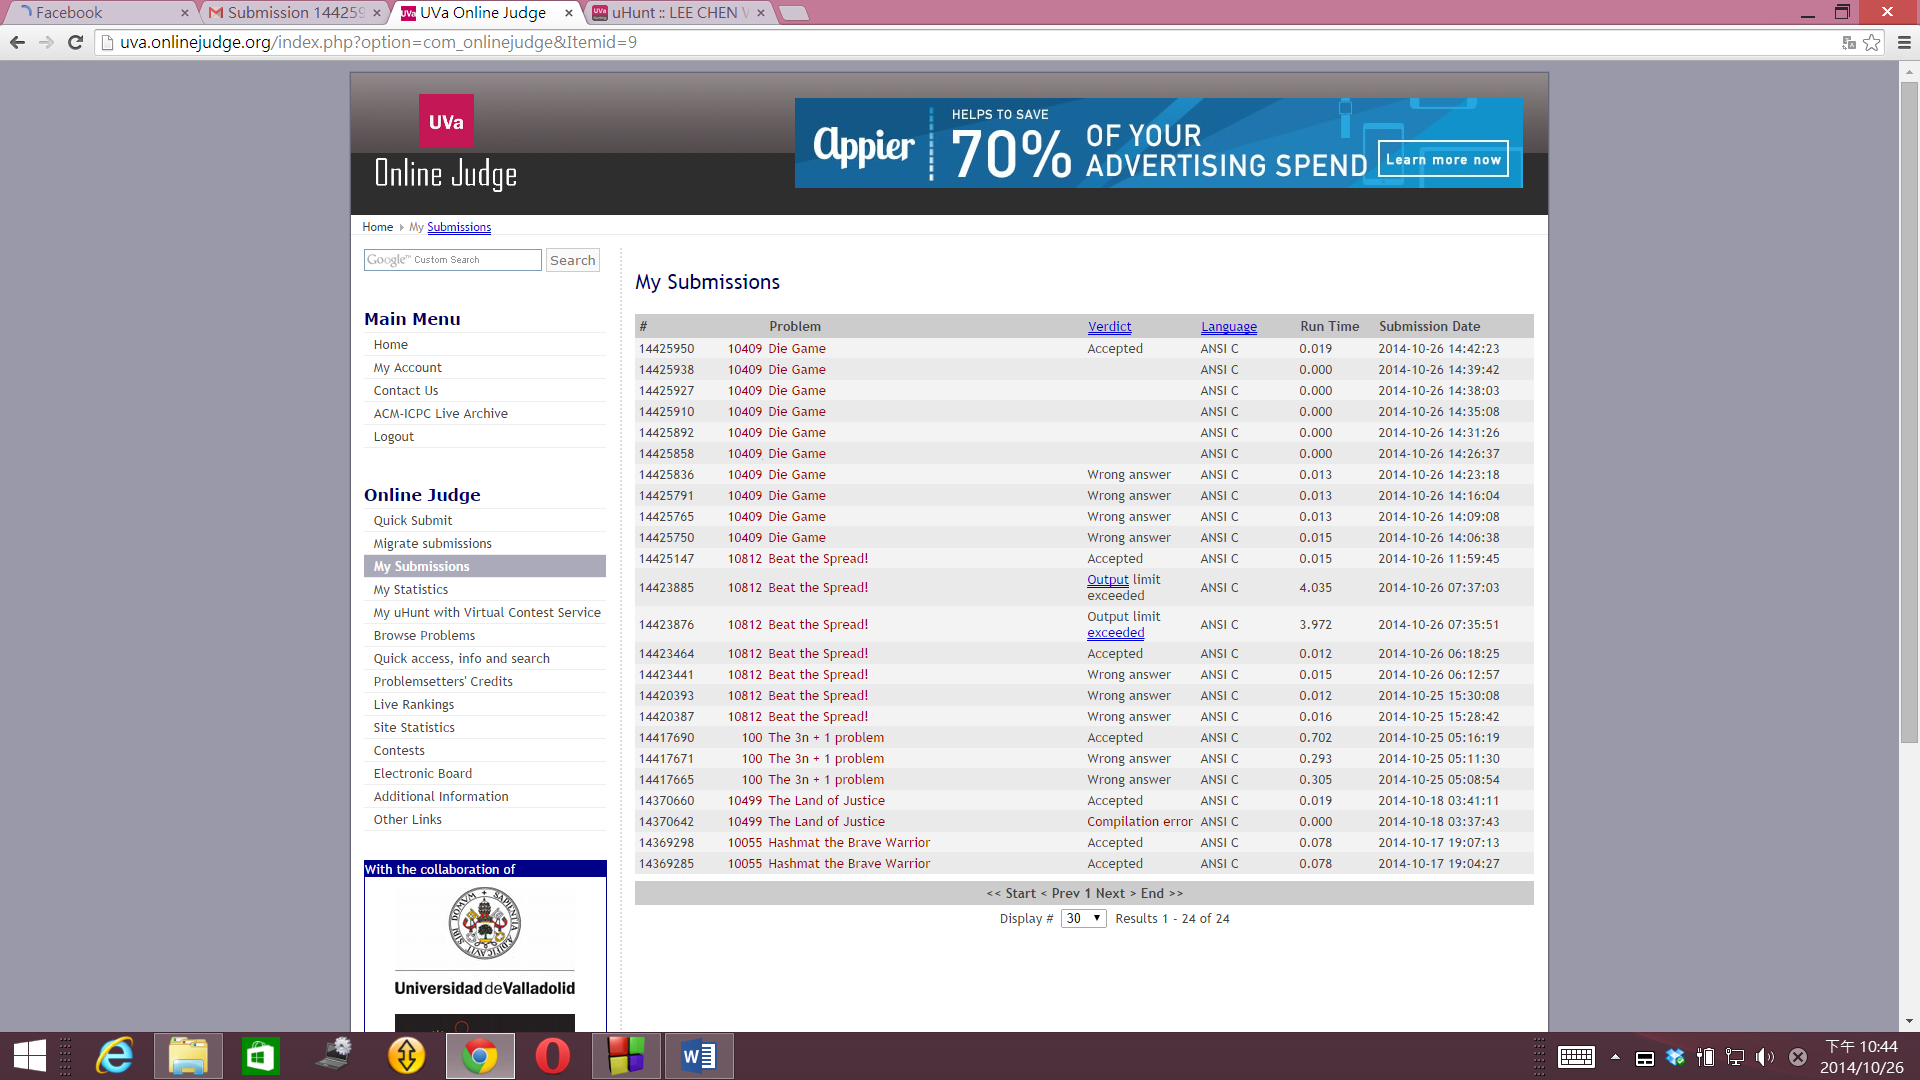 Facebook
Submission 14425
UVa Online Judge
uHunt :: LEE CHEN
uva.onlinejudge.org/index.php?option=com_onlinejudge&Itemid=9
UVa
Online Judge
appier
HELPS TO SAVE
70% OF YOUR ADVERTISING SPEND
Learn more now
Home My Submissions
Google™ Custom Search Search
Main Menu
Home
My Account
Contact Us
ACM-ICPC Live Archive
Logout
Online Judge
Quick Submit
Migrate submissions
My Submissions
My Statistics
My uHunt with Virtual Contest Service
Browse Problems
Quick access, info and search
Problemsetters' Credits
Live Rankings
Site Statistics
Contests
Electronic Board
Additional Information
Other Links
With the collaboration of
Universidad de Valladolid
My Submissions
# Problem Verdict Language Run Time Submission Date
14425950 10409 Die Game Accepted ANSI C 0.019 2014-10-26 14:42:23
14425938 10409 Die Game ANSI C 0.000 2014-10-26 14:39:42
14425927 10409 Die Game ANSI C 0.000 2014-10-26 14:38:03
14425910 10409 Die Game ANSI C 0.000 2014-10-26 14:35:08
14425892 10409 Die Game ANSI C 0.000 2014-10-26 14:31:26
14425858 10409 Die Game ANSI C 0.000 2014-10-26 14:26:37
14425836 10409 Die Game Wrong answer ANSI C 0.013 2014-10-26 14:23:18
14425791 10409 Die Game Wrong answer ANSI C 0.013 2014-10-26 14:16:04
14425765 10409 Die Game Wrong answer ANSI C 0.013 2014-10-26 14:09:08
14425750 10409 Die Game Wrong answer ANSI C 0.015 2014-10-26 14:06:38
14425147 10812 Beat the Spread! Accepted ANSI C 0.015 2014-10-26 11:59:45
14423885 10812 Beat the Spread! Output limit exceeded ANSI C 4.035 2014-10-26 07:37:03
14423876 10812 Beat the Spread! Output limit exceeded ANSI C 3.972 2014-10-26 07:35:51
14423464 10812 Beat the Spread! Accepted ANSI C 0.012 2014-10-26 06:18:25
14423441 10812 Beat the Spread! Wrong answer ANSI C 0.015 2014-10-26 06:12:57
14420393 10812 Beat the Spread! Wrong answer ANSI C 0.012 2014-10-25 15:30:08
14420387 10812 Beat the Spread! Wrong answer ANSI C 0.016 2014-10-25 15:28:42
14417690 100 The 3n + 1 problem Accepted ANSI C 0.702 2014-10-25 05:16:19
14417671 100 The 3n + 1 problem Wrong answer ANSI C 0.293 2014-10-25 05:11:30
14417665 100 The 3n + 1 problem Wrong answer ANSI C 0.305 2014-10-25 05:08:54
14370660 10499 The Land of Justice Accepted ANSI C 0.019 2014-10-18 03:41:11
14370642 10499 The Land of Justice Compilation error ANSI C 0.000 2014-10-18 03:37:43
14369298 10055 Hashmat the Brave Warrior Accepted ANSI C 0.078 2014-10-17 19:07:13
14369285 10055 Hashmat the Brave Warrior Accepted ANSI C 0.078 2014-10-17 19:04:27
<< Start < Prev 1 Next > End >>
Display # 30 Results 1 - 24 of 24
下午 10:44
2014/10/26